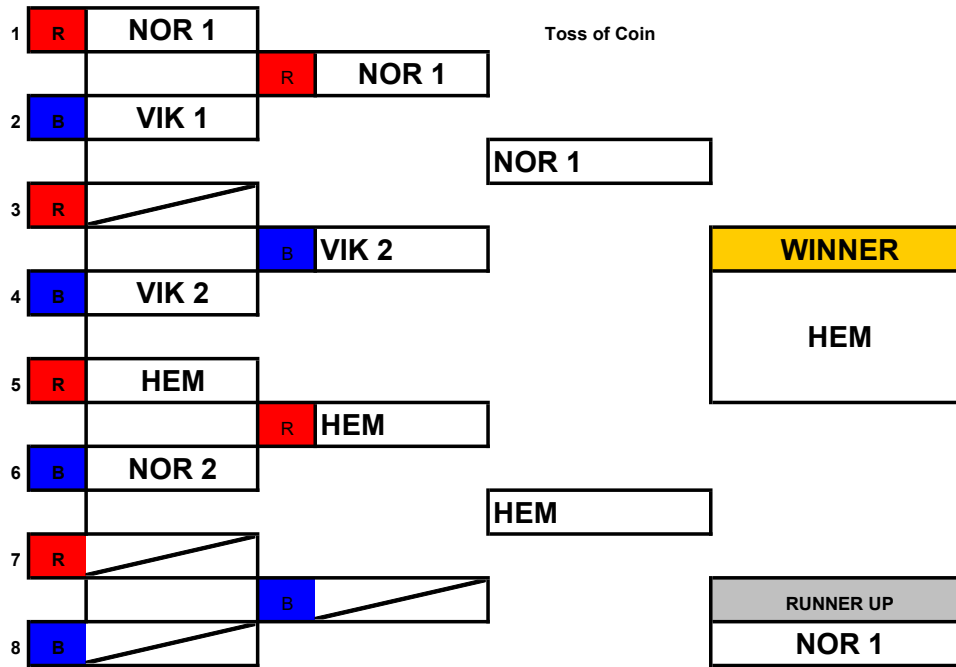 1 R NOR 1 Toss of Coin
R NOR 1
2 B VIK 1
NOR 1
3 R
B VIK 2 WINNER
4 B VIK 2
HEM
5 R HEM
R HEM
6 B NOR 2
HEM
7 R
B RUNNER UP
8 B NOR 1